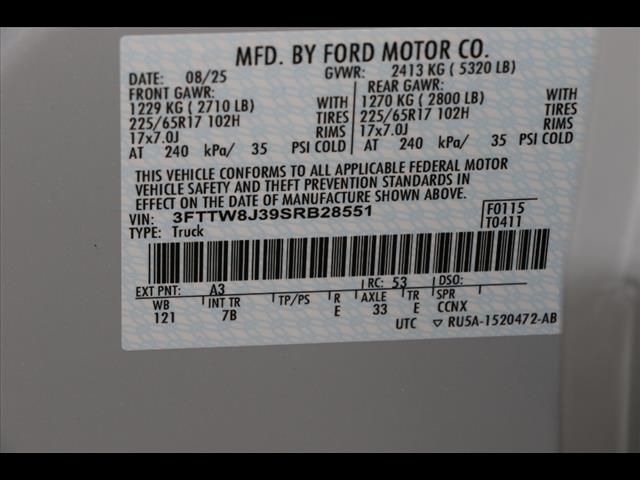 MFD. BY FORD MOTOR CO.
DATE: 08/25 GVWR: 2413 KG ( 5320 LB)
FRONT GAWR: REAR GAWR:
1229 KG ( 2710 LB) WITH 1270 KG ( 2800 LB) WITH
225/65R17 102H TIRES 225/65R17 102H TIRES
17x7.0J RIMS 17x7.0J RIMS
AT 240 kPa/ 35 PSI COLD AT 240 kPa/ 35 PSI COLD
THIS VEHICLE CONFORMS TO ALL APPLICABLE FEDERAL MOTOR
VEHICLE SAFETY AND THEFT PREVENTION STANDARDS IN EFFECT ON
THE DATE OF MANUFACTURE SHOWN ABOVE.
VIN: 3FTTW8J39SRB28551 F0115
TYPE: Truck T0411
EXT PNT: A3 RC: 53 DSO:
WB INT TR TP/PS R AXLE TR SPR
121 7B E 33 E CCNX
UTC ▽ RU5A-1520472-AB